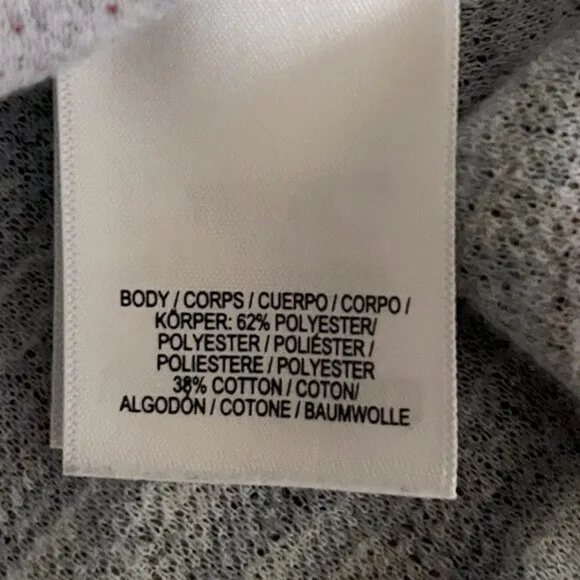 BODY / CORPS / CUERPO / CORPO /
KÖRPER: 62% POLYESTER/
POLYESTER / POLIÉSTER /
POLIESTERE / POLYESTER
38% COTTON / COTON/
ALGODÓN / COTONE / BAUMWOLLE